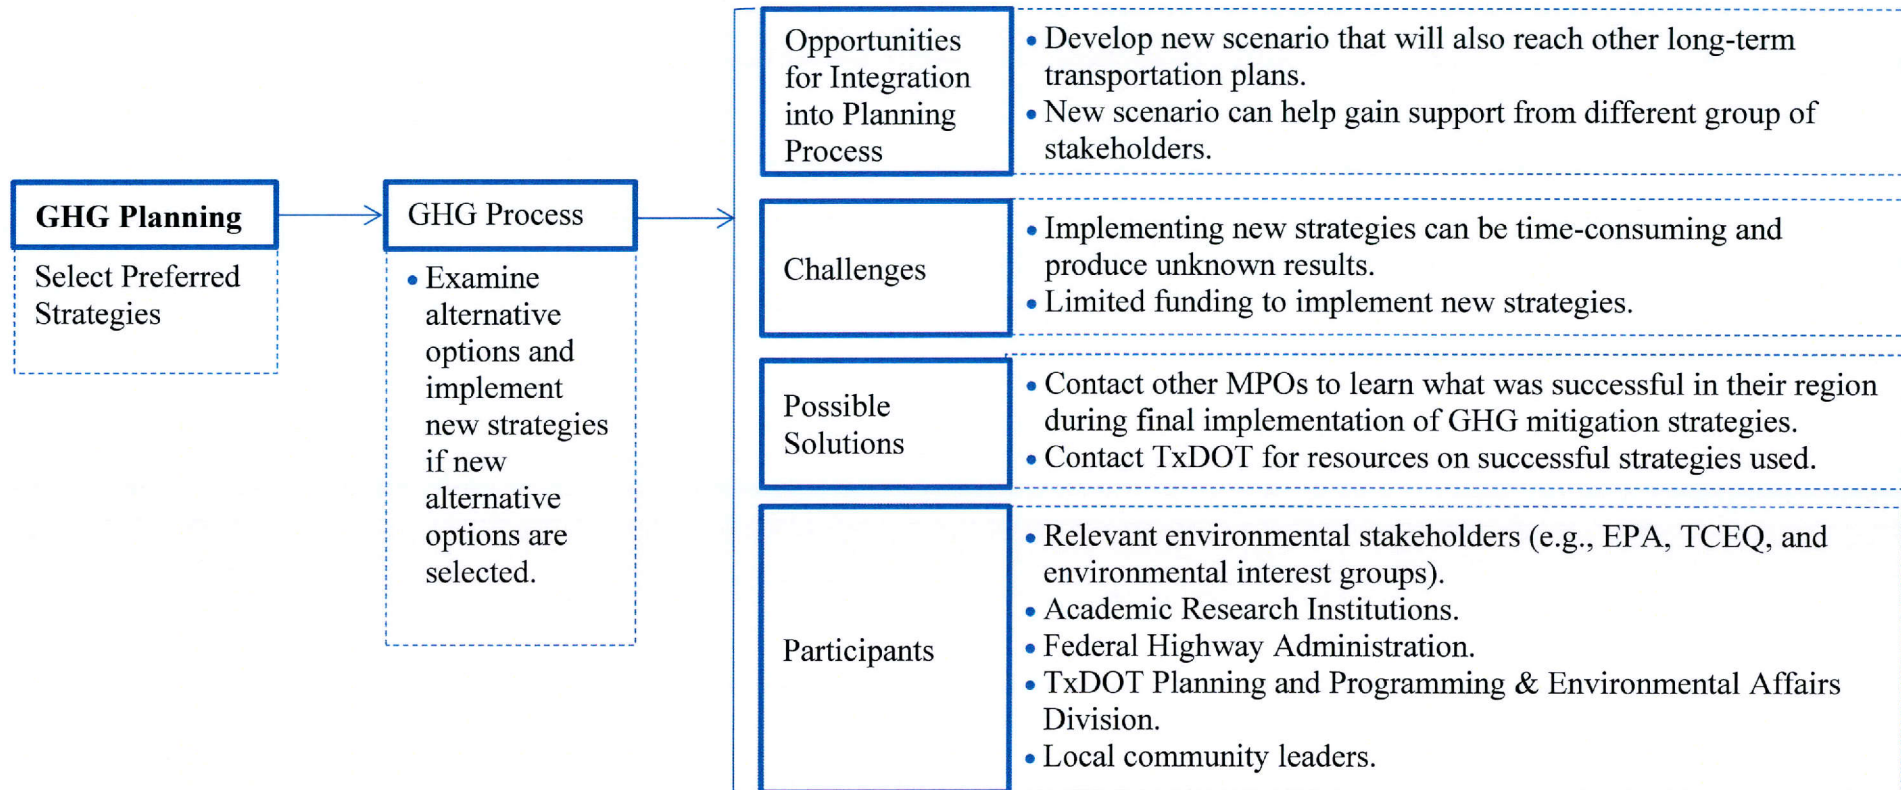 GHG Planning
Select Preferred
Strategies
GHG Process
• Examine
alternative
options and
implement
new strategies
if new
alternative
options are
selected.
Opportunities
for Integration
into Planning
Process
• Develop new scenario that will also reach other long-term
transportation plans.
• New scenario can help gain support from different group of
stakeholders.
Challenges
• Implementing new strategies can be time-consuming and
produce unknown results.
• Limited funding to implement new strategies.
Possible
Solutions
• Contact other MPOs to learn what was successful in their region
during final implementation of GHG mitigation strategies.
• Contact TxDOT for resources on successful strategies used.
Participants
• Relevant environmental stakeholders (e.g., EPA, TCEQ, and
environmental interest groups).
• Academic Research Institutions.
• Federal Highway Administration.
• TxDOT Planning and Programming & Environmental Affairs
Division.
• Local community leaders.